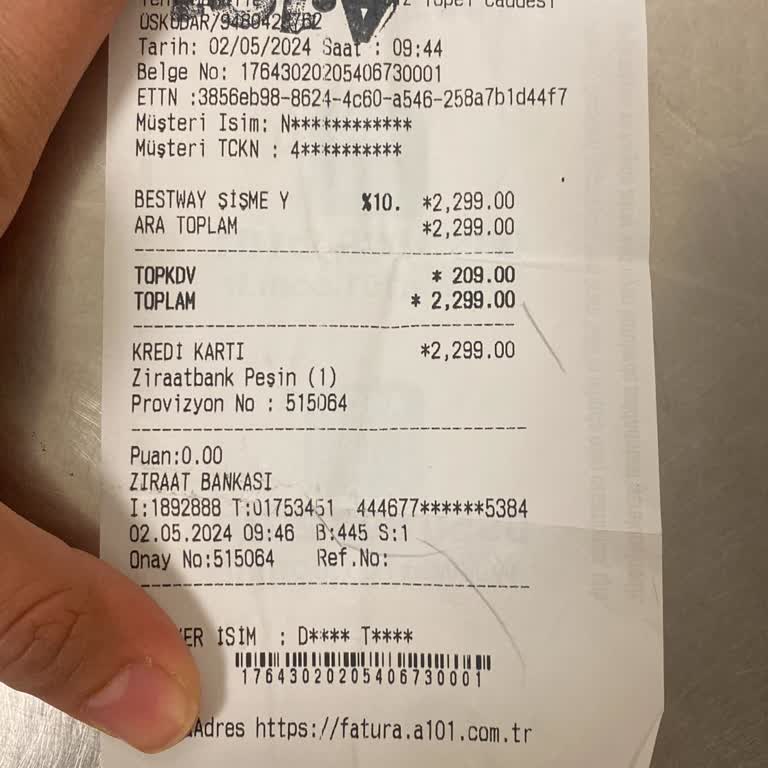 Caddesi
ÜSKÜDAR/9480423762
Tarih: 02/05/2024 Saat : 09:44
Belge No: 17643020205406730001
ETTN :3856eb98-8624-4c60-a546-258a7b1d44f7
Müşteri Isim: N************
Müşteri TCKN : 4**********
BESTWAY ŞİŞME Y %10. *2,299.00
ARA TOPLAM *2,299.00
TOPKDV * 209.00
TOPLAM * 2,299.00
KREDİ KARTI *2,299.00
Ziraatbank Peşin (1)
Provizyon No : 515064
Puan:0.00
ZIRAAT BANKASI
I:1892888 T:01753451 444677******5384
02.05.2024 09:46 B:445 S:1
Onay No:515064 Ref.No:
ER İSİM : D**** T****
17643020205406730001
Adres https://fatura.a101.com.tr